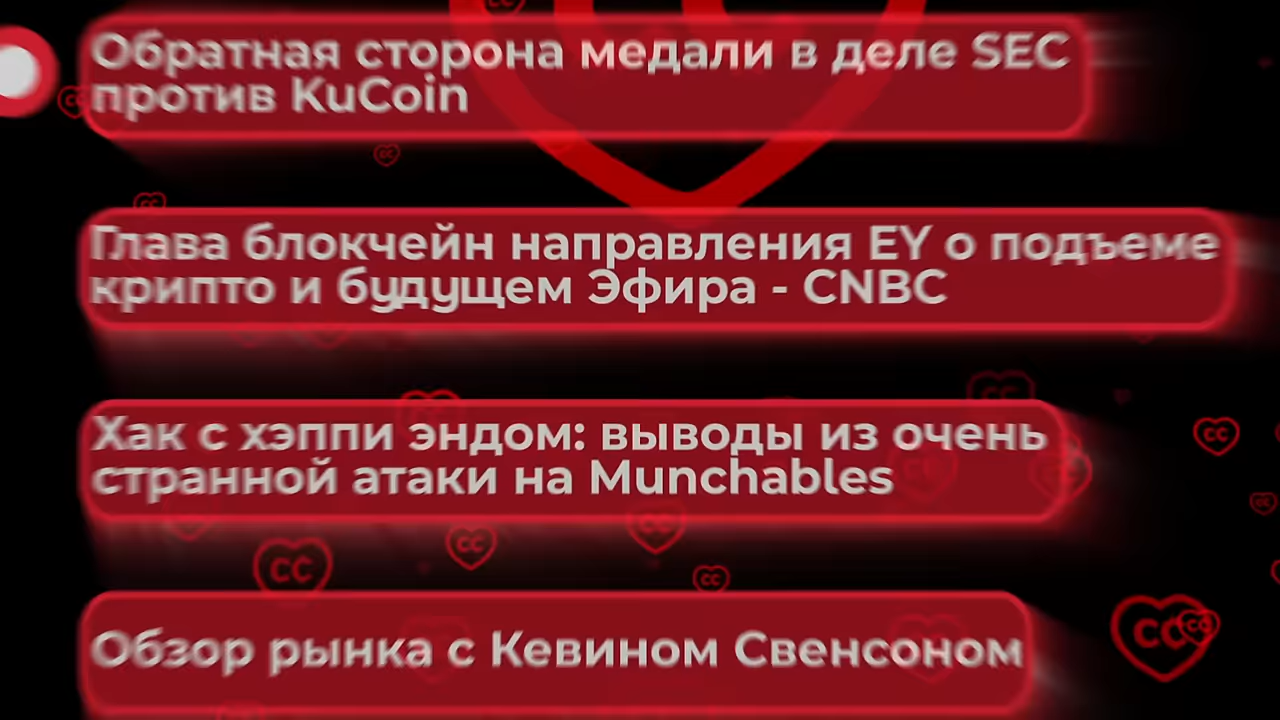 Обратная сторона медали в деле SEC
против KuCoin
Глава блокчейн направления EY о подъеме
крипто и будущем Эфира - CNBC
Хак с хэппи эндом: выводы из очень
странной атаки на Munchables
CC
Обзор рынка с Кевином Свенсоном